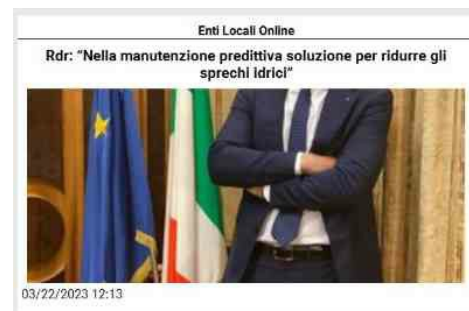 Enti Locali Online
Rdr: “Nella manutenzione predittiva soluzione per ridurre gli
sprechi idrici”
03/22/2023 12:13